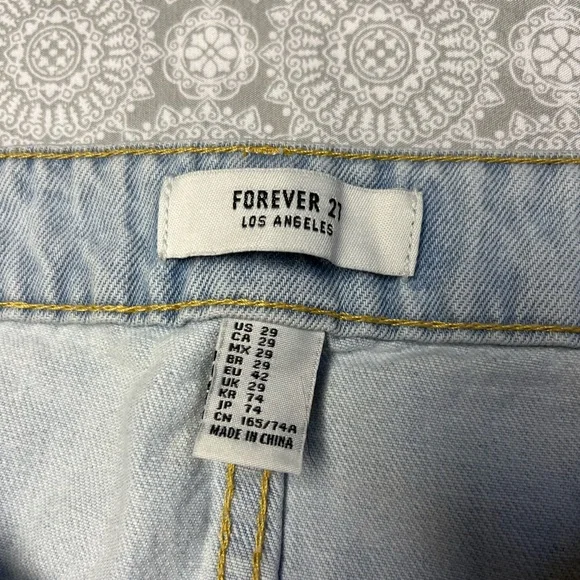 FOREVER 21
LOS ANGELES
US 29
CA 29
MX 29
BR 29
EU 42
UK 29
KR 74
JP 74
CN 165/74A
MADE IN CHINA